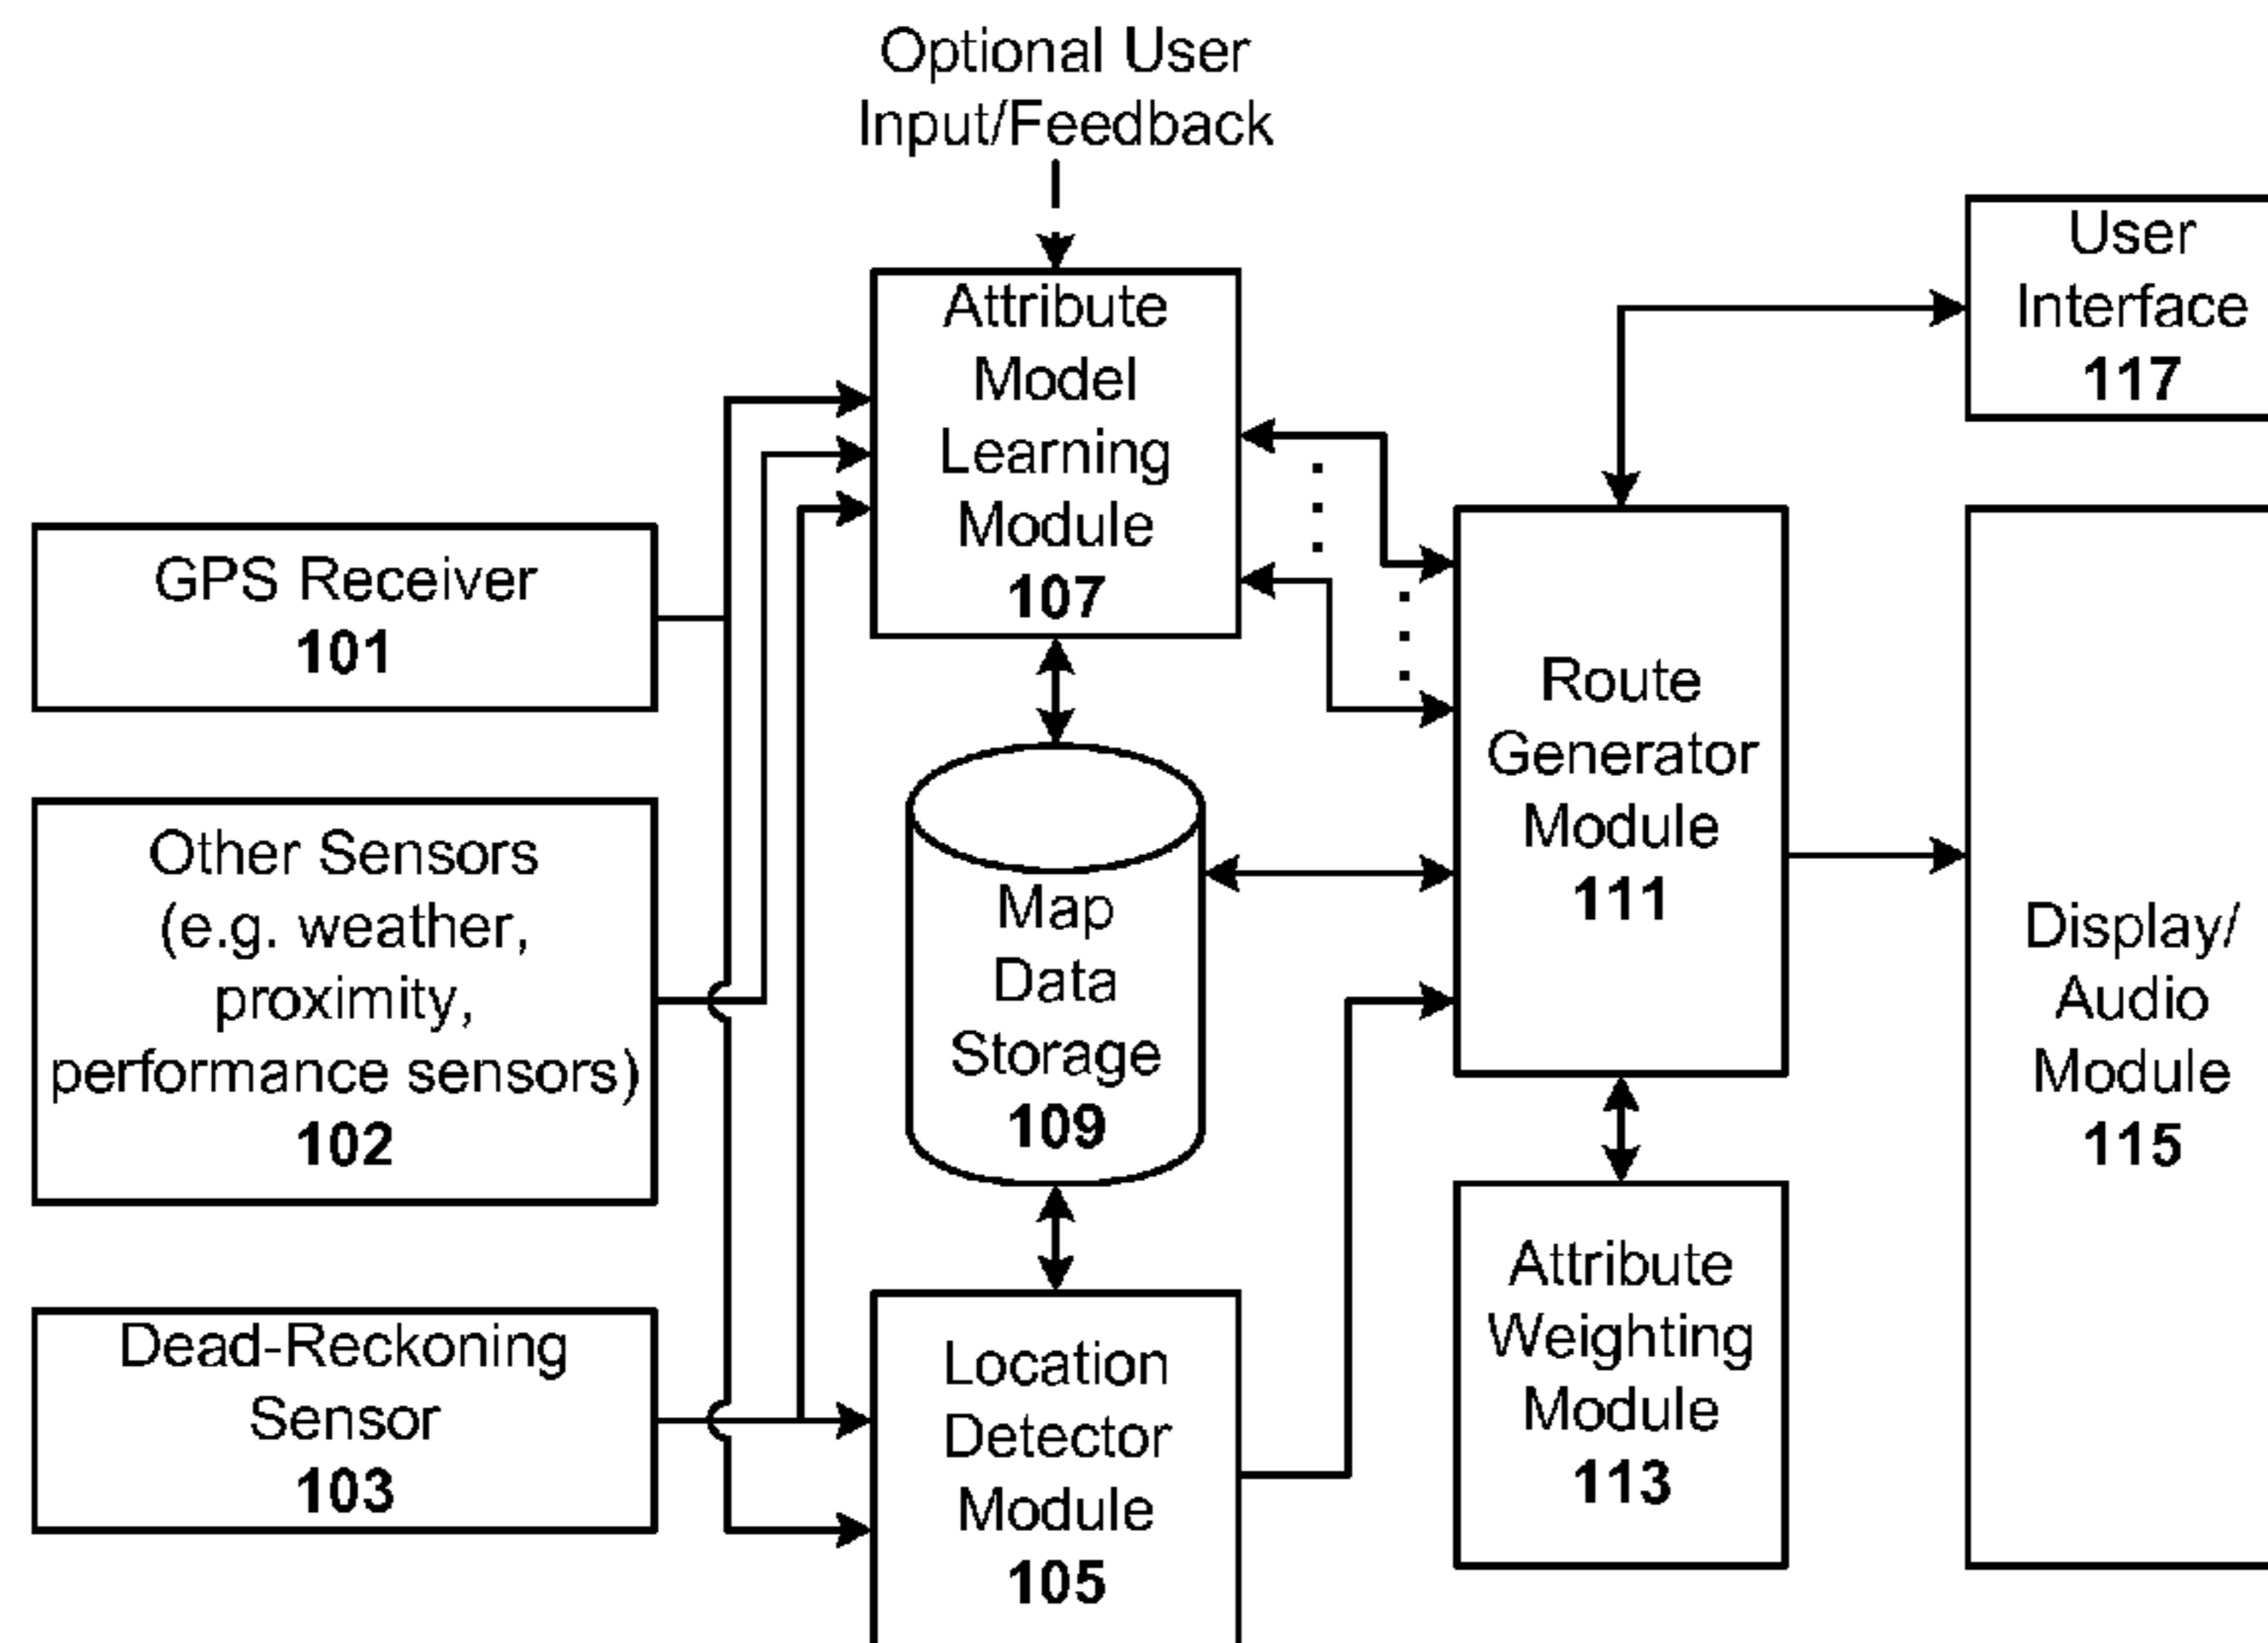 Optional User
Input/Feedback
Attribute
Model
Learning
Module
107
User
Interface
117
GPS Receiver
101
Other Sensors
(e.g. weather,
proximity,
performance sensors)
102
Dead-Reckoning
Sensor
103
Map
Data
Storage
109
Location
Detector
Module
105
Route
Generator
Module
111
Attribute
Weighting
Module
113
Display/
Audio
Module
115